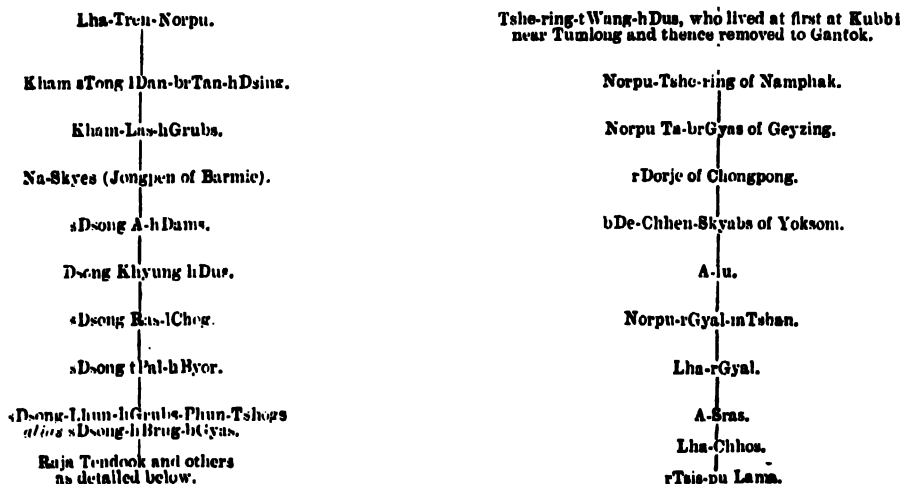 Lha-Tren-Norpu.
Kham sTong lDan-brTan-hDsing.
Kham-Las-hGrubs.
Na-Skyes (Jongpen of Barmie).
sDsong A-hDams.
Dsong Khyung hDus.
sDsong Ras-lChog.
sDsong tPal-hByor.
sDsong-Lhun-hGrubs-Phun-Tshogs
alias sDsong-hBrug-bGyas.
Raja Tendook and others
as detailed below.
Tshe-ring-tWang-hDus, who lived at first at Kubbi
near Tumlong and thence removed to Gantok.
Norpu-Tshe-ring of Namphak.
Norpu Ta-brGyas of Geyzing.
rDorje of Chongpong.
bDe-Chhen-Skyabs of Yoksom.
Norpu-rGyal-mTshan.
Lha-rGyal.
A-Sras.
Lha-Chhos.
rTsis-pu Lama.